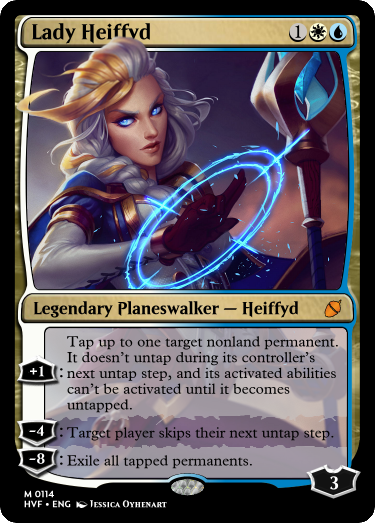 Lady Heiffyd 1
Legendary Planeswalker — Heiffyd
Tap up to one target nonland permanent.
It doesn't untap during its controller's
+1: next untap step, and its activated abilities
can't be activated until it becomes
untapped.
−4: Target player skips their next untap step.
−8: Exile all tapped permanents.
3
M 0114
HVF • ENG Jessica Oyhenart